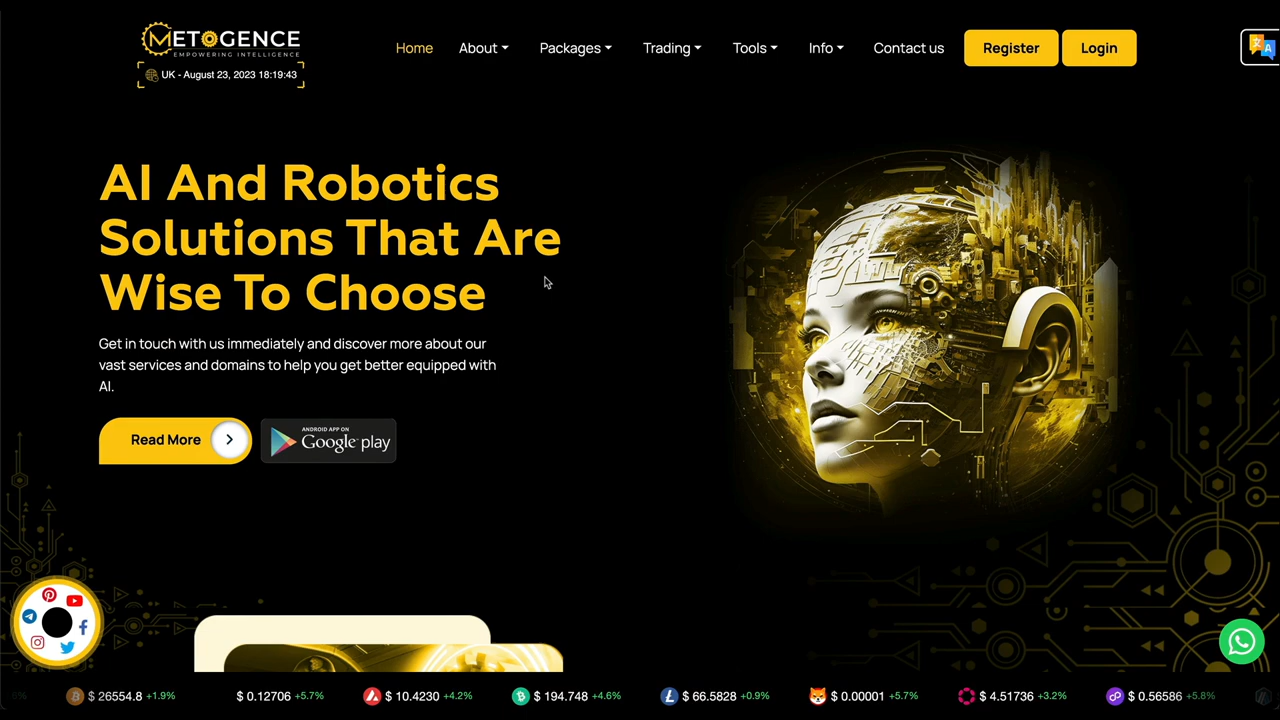 METOGENCE
EMPOWERING INTELLIGENCE
UK - August 23, 2023 18:19:43
Home
About
Packages
Trading
Tools
Info
Contact us
Register
Login
文 A
AI And Robotics
Solutions That Are
Wise To Choose
Get in touch with us immediately and discover more about our
vast services and domains to help you get better equipped with
AI.
Read More
ANDROID APP ON
Google play
$ 26554.8 +1.9%
$ 0.12706 +5.7%
$ 10.4230 +4.2%
$ 194.748 +4.6%
$ 66.5828 +0.9%
$ 0.00001 +5.7%
$ 4.51736 +3.2%
$ 0.56586 +5.8%